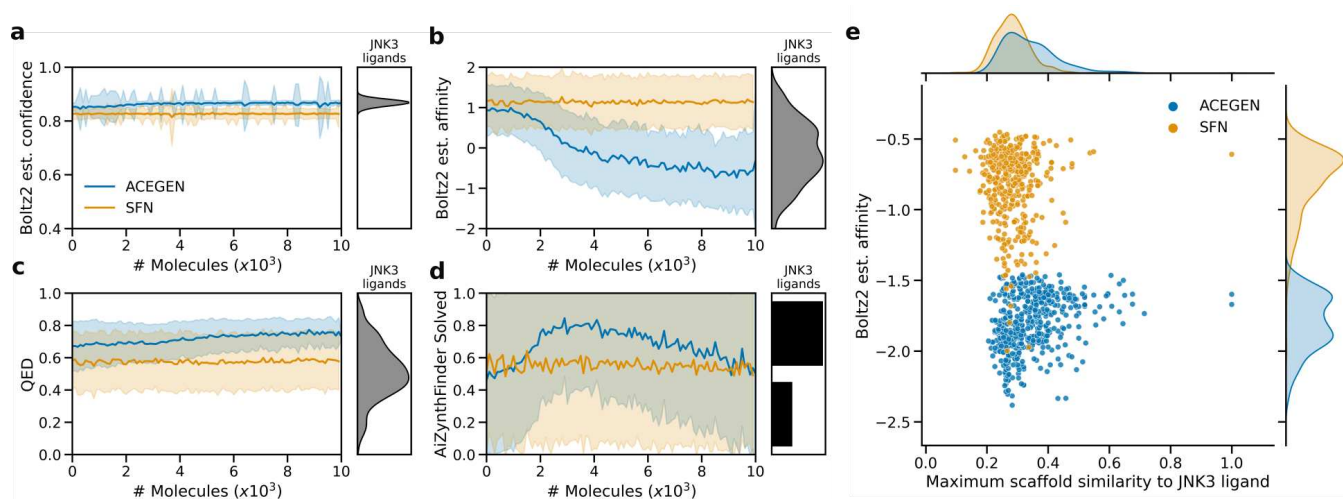 a
JNK3
ligands
1.0
0.8
0.6
0.4
Boltz2 est. confidence
ACEGEN
SFN
0 2 4 6 8 10
# Molecules (x10³)
b
JNK3
ligands
2
1
0
−1
−2
Boltz2 est. affinity
0 2 4 6 8 10
# Molecules (x10³)
c
JNK3
ligands
1.0
0.8
0.6
0.4
0.2
0.0
QED
0 2 4 6 8 10
# Molecules (x10³)
d
JNK3
ligands
1.0
0.8
0.6
0.4
0.2
0.0
AiZynthFinder Solved
0 2 4 6 8 10
# Molecules (x10³)
e
ACEGEN
SFN
−0.5
−1.0
−1.5
−2.0
−2.5
Boltz2 est. affinity
0.0 0.2 0.4 0.6 0.8 1.0
Maximum scaffold similarity to JNK3 ligand